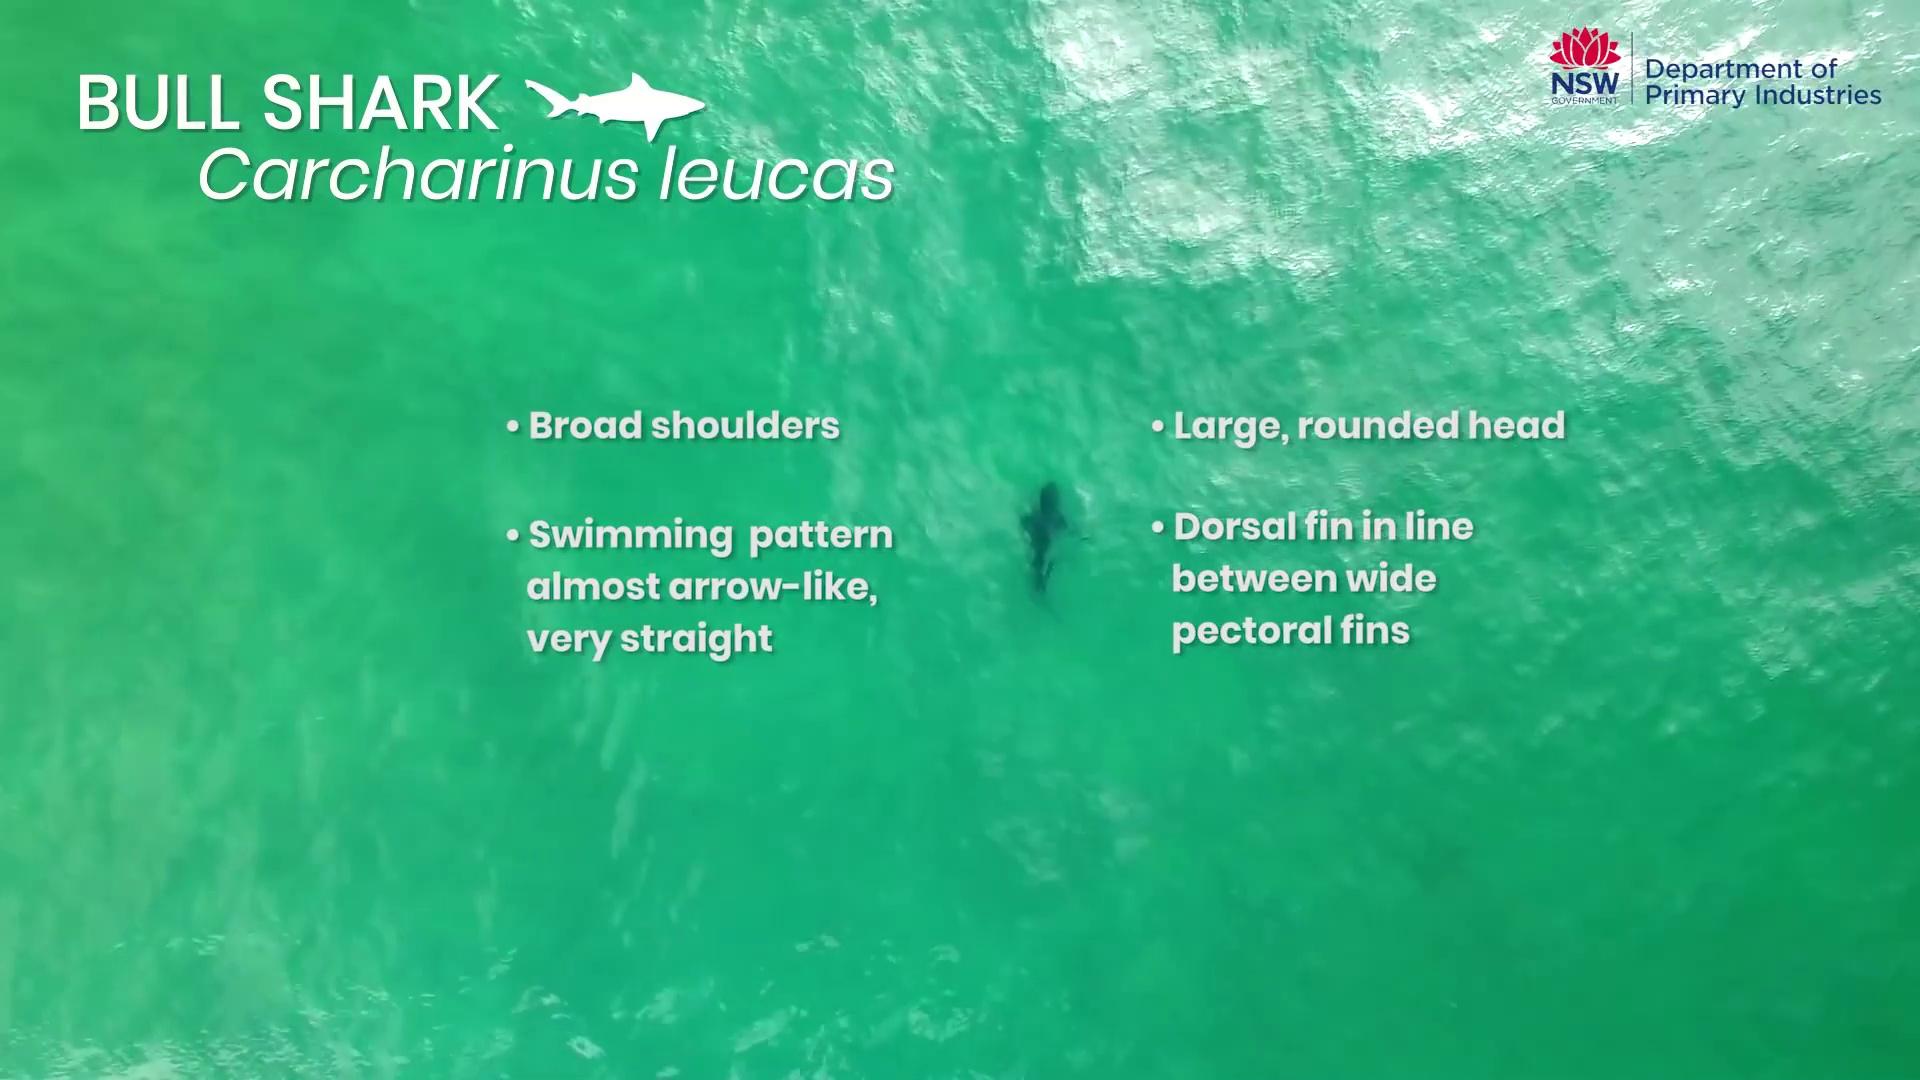 BULL SHARK
Carcharinus leucas
NSW
GOVERNMENT
Department of
Primary Industries
• Broad shoulders
• Swimming pattern
almost arrow-like,
very straight
• Large, rounded head
• Dorsal fin in line
between wide
pectoral fins